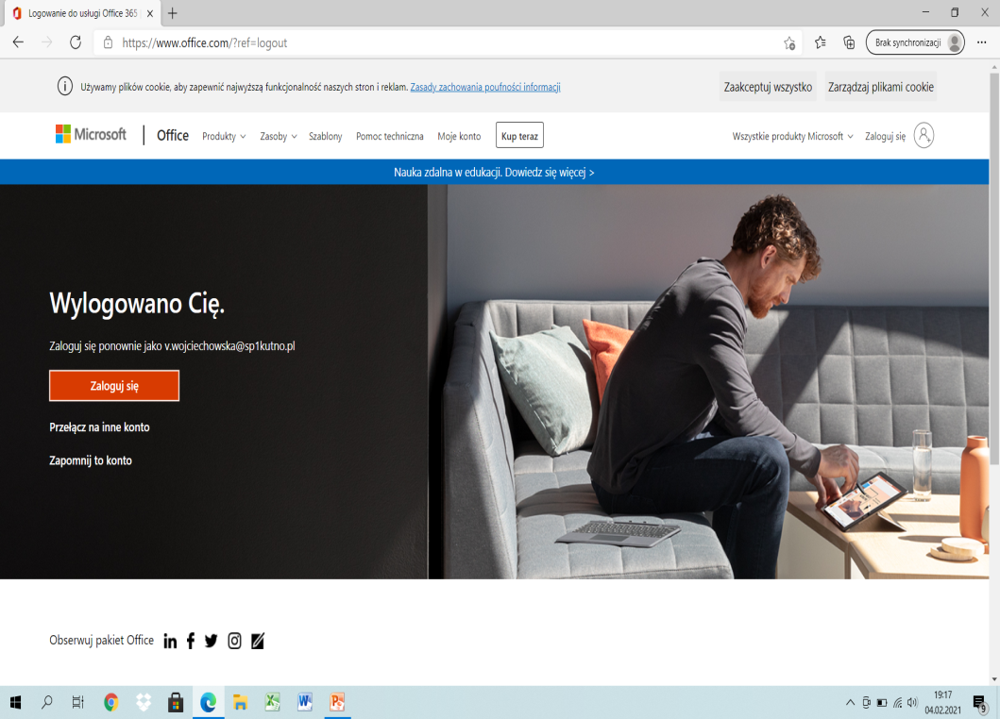 Logowanie do usługi Office 365
https://www.office.com/?ref=logout
Brak synchronizacji
Używamy plików cookie, aby zapewnić najwyższą funkcjonalność naszych stron i reklam. Zasady zachowania poufności informacji
Zaakceptuj wszystko
Zarządzaj plikami cookie
Microsoft
Office
Produkty
Zasoby
Szablony
Pomoc techniczna
Moje konto
Kup teraz
Wszystkie produkty Microsoft
Zaloguj się
Nauka zdalna w edukacji. Dowiedz się więcej >
Wylogowano Cię.
Zaloguj się ponownie jako v.wojciechowska@sp1kutno.pl
Zaloguj się
Przełącz na inne konto
Zapomnij to konto
Obserwuj pakiet Office
19:17
04.02.2021
9